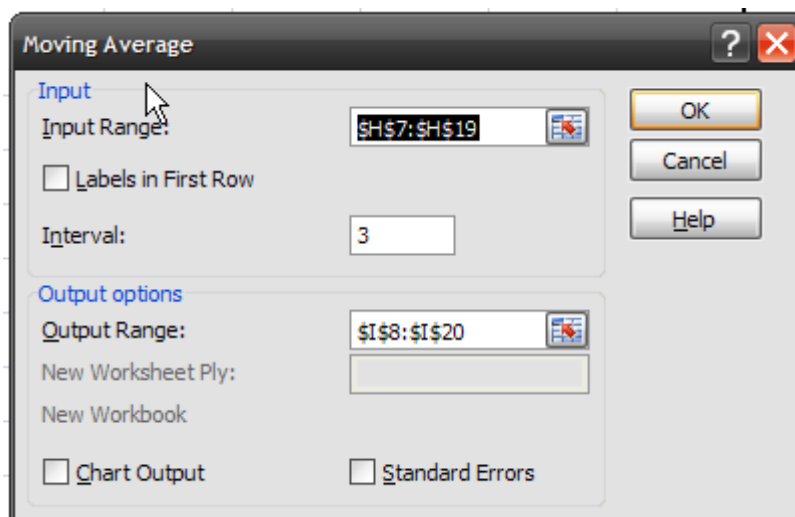 Moving Average
?
Input
Input Range:
$H$7:$H$19
OK
Labels in First Row
Cancel
Interval:
3
Help
Output options
Output Range:
$I$8:$I$20
New Worksheet Ply:
New Workbook
Chart Output
Standard Errors